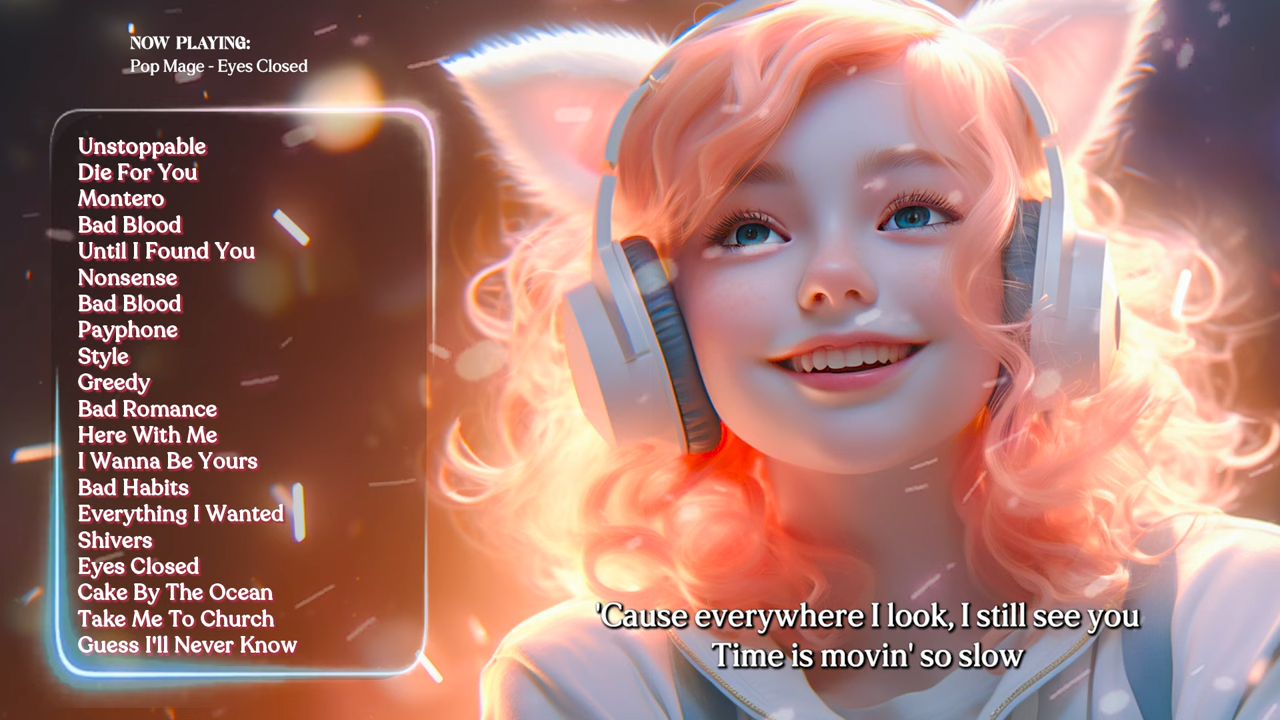 NOW PLAYING:
Pop Mage - Eyes Closed
Unstoppable
Die For You
Montero
Bad Blood
Until I Found You
Nonsense
Bad Blood
Payphone
Style
Greedy
Bad Romance
Here With Me
I Wanna Be Yours
Bad Habits
Everything I Wanted
Shivers
Eyes Closed
Cake By The Ocean
Take Me To Church
Guess I'll Never Know
'Cause everywhere I look, I still see you
Time is movin' so slow